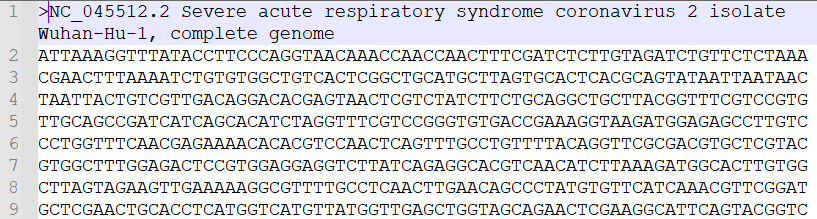 1 >NC_045512.2 Severe acute respiratory syndrome coronavirus 2 isolate
Wuhan-Hu-1, complete genome
2 ATTAAAGGTTTATACCTTCCCAGGTAACAAACCAACCAACTTTCGATCTCTTGTAGATCTGTTCTCTAAA
3 CGAACTTTAAAATCTGTGTGGCTGTCACTCGGCTGCATGCTTAGTGCACTCACGCAGTATAATTAATAAC
4 TAATTACTGTCGTTGACAGGACACGAGTAACTCGTCTATCTTCTGCAGGCTGCTTACGGTTTCGTCCGTG
5 TTGCAGCCGATCATCAGCACATCTAGGTTTCGTCCGGGTGTGACCGAAAGGTAAGATGGAGAGCCTTGTC
6 CCTGGTTTCAACGAGAAAACACACGTCCAACTCAGTTTGCCTGTTTTACAGGTTCGCGACGTGCTCGTAC
7 GTGGCTTTGGAGACTCCGTGGAGGAGGTCTTATCAGAGGCACGTCAACATCTTAAAGATGGCACTTGTGG
8 CTTAGTAGAAGTTGAAAAAGGCGTTTTGCCTCAACTTGAACAGCCCTATGTGTTCATCAAACGTTCGGAT
9 GCTCGAACTGCACCTCATGGTCATGTTATGGTTGAGCTGGTAGCAGAACTCGAAGGCATTCAGTACGGTC